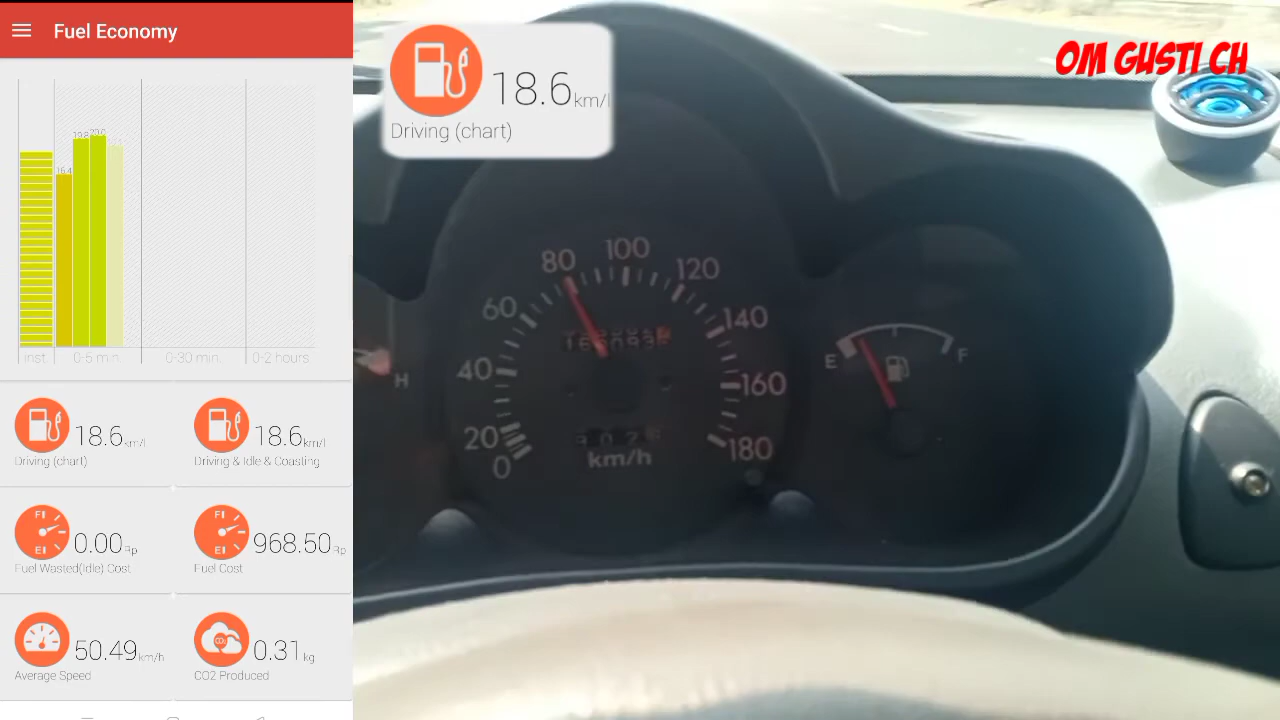 Fuel Economy
16.4
inst.
0-5 min
0-30 min
0-2 hours
18.6km/l
Driving (chart)
18.6km/l
Driving & Idle & Coasting
0.00Rp
Fuel Wasted(Idle) Cost
968.50Rp
Fuel Cost
50.49km/h
Average Speed
0.31kg
CO2 Produced
18.6km/l
Driving (chart)
OM GUSTI CH
0
20
40
60
80
100
120
140
160
180
km/h
H
E
F